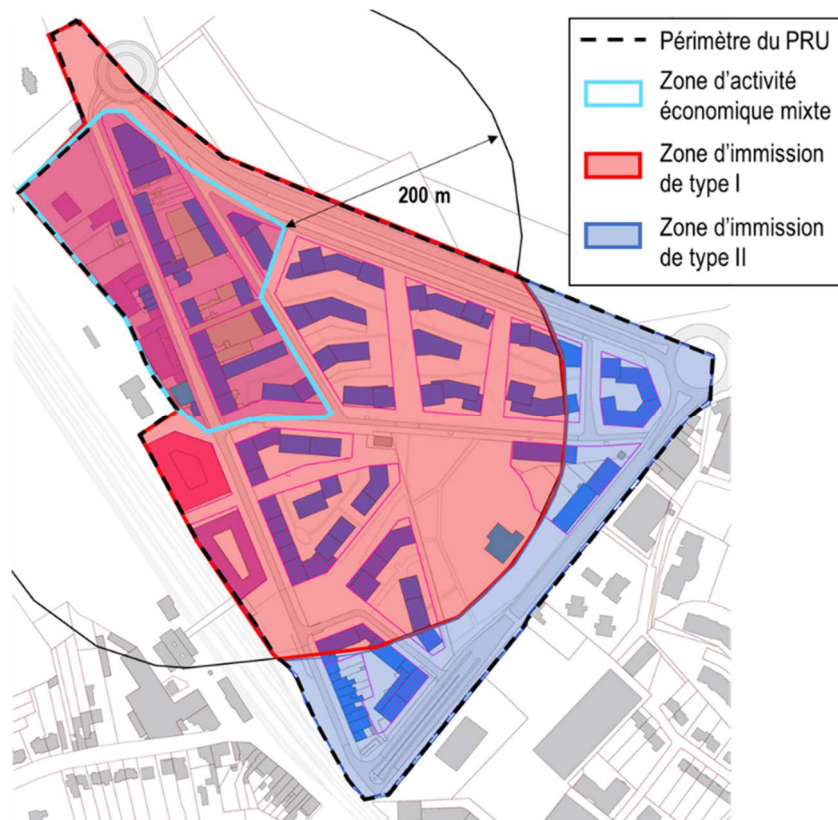 Périmètre du PRU
Zone d'activité
économique mixte
Zone d'immission
de type I
Zone d'immission
de type II
200 m